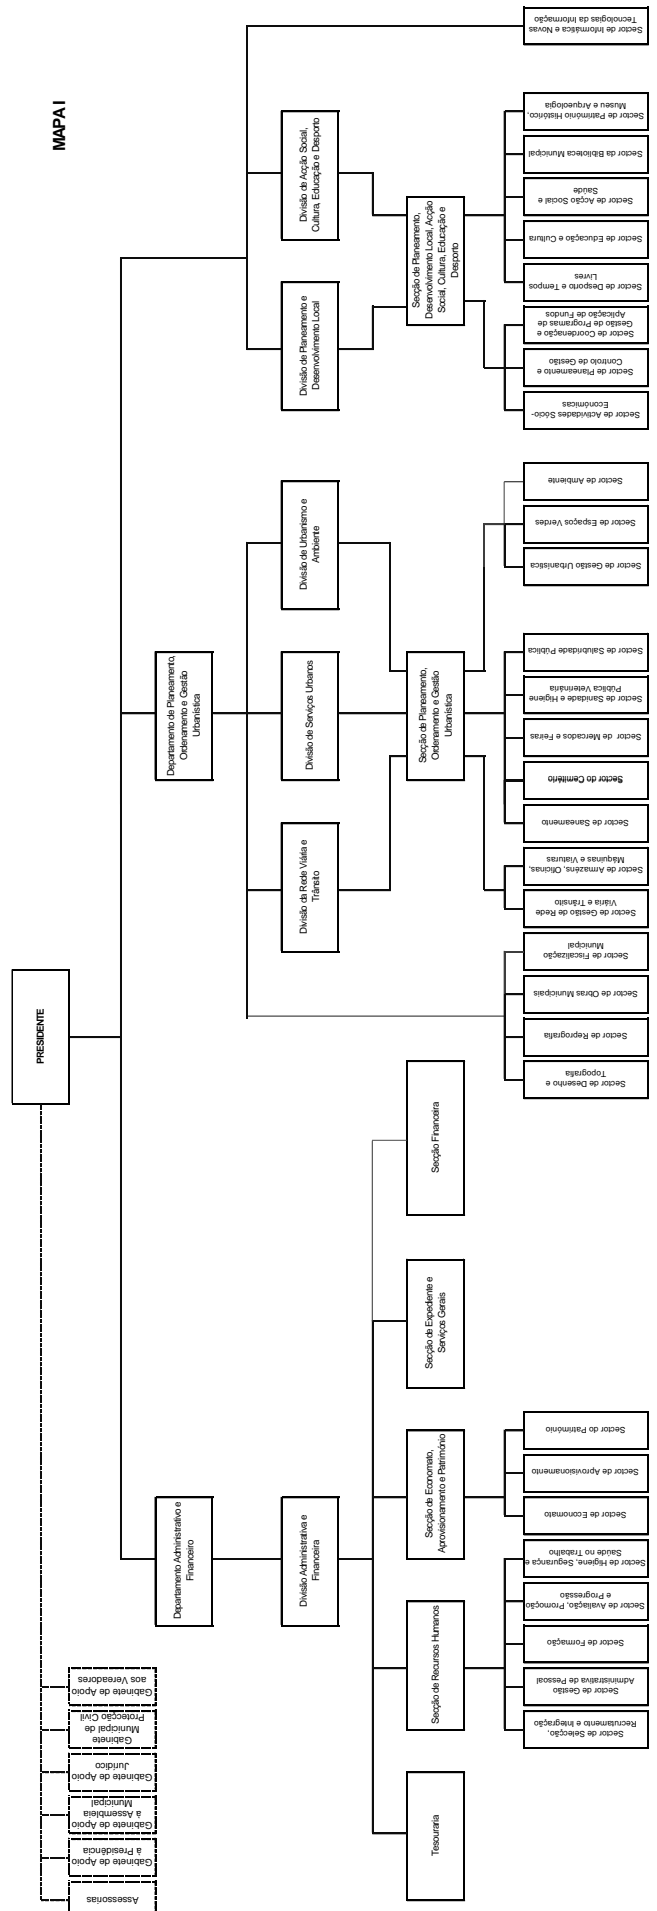 MAPA I
PRESIDENTE
Assessorias
Gabinete de Apoio
à Presidência
Gabinete de Apoio
à Assembleia
Municipal
Gabinete de Apoio
Jurídico
Gabinete
Municipal de
Protecção Civil
Gabinete de Apoio
aos Vereadores
Departamento Administrativo e
Financeiro
Departamento de Planeamento,
Ordenamento e Gestão
Urbanística
Divisão Administrativa e
Financeira
Divisão da Rede Viária e
Trânsito
Divisão de Serviços Urbanos
Divisão de Urbanismo e
Ambiente
Divisão de Planeamento e
Desenvolvimento Local
Divisão de Acção Social,
Cultura, Educação e Desporto
Tesouraria
Secção de Recursos Humanos
Secção de Economato,
Aprovisionamento e Património
Secção de Expediente e
Serviços Gerais
Secção Financeira
Secção de Planeamento,
Ordenamento e Gestão
Urbanística
Secção de Planeamento,
Desenvolvimento Local, Acção
Social, Cultura, Educação e
Desporto
Sector de Selecção,
Recrutamento e Integração
Sector de Gestão
Administrativa de Pessoal
Sector de Formação
Sector de Avaliação, Promoção
e Progressão
Sector de Higiene, Segurança e
Saúde no Trabalho
Sector de Economato
Sector de Aprovisionamento
Sector do Património
Sector de Desenho e
Topografia
Sector de Reprografia
Sector de Obras Municipais
Sector de Fiscalização
Municipal
Sector de Gestão de Rede
Viária e Trânsito
Sector de Armazéns, Oficinas,
Máquinas e Viaturas
Sector de Saneamento
Sector do Cemitério
Sector de Mercados e Feiras
Sector de Sanidade e Higiene
Pública Veterinária
Sector de Salubridade Pública
Sector de Gestão Urbanística
Sector de Espaços Verdes
Sector de Ambiente
Sector de Actividades Sócio-
Económicas
Sector de Planeamento e
Controlo de Gestão
Sector de Coordenação e
Gestão de Programas de
Aplicação de Fundos
Sector de Desporto e Tempos
Livres
Sector de Educação e Cultura
Sector de Acção Social e
Saúde
Sector da Biblioteca Municipal
Sector de Património Histórico,
Museu e Arqueologia
Sector de Informática e Novas
Tecnologias da Informação